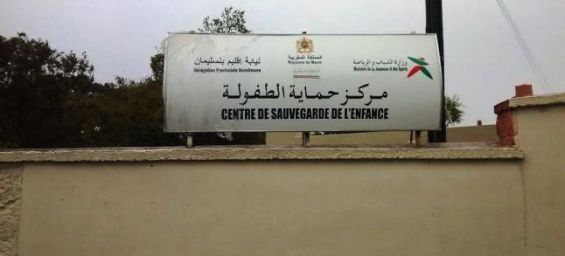 نيابة إقليم بنسليمان
Délégation Provinciale Benslimane
المملكة المغربية
Royaume du Maroc
وزارة الشباب والرياضة
Ministère de la Jeunesse et des Sports
مركز حماية الطفولة
CENTRE DE SAUVEGARDE DE L'ENFANCE